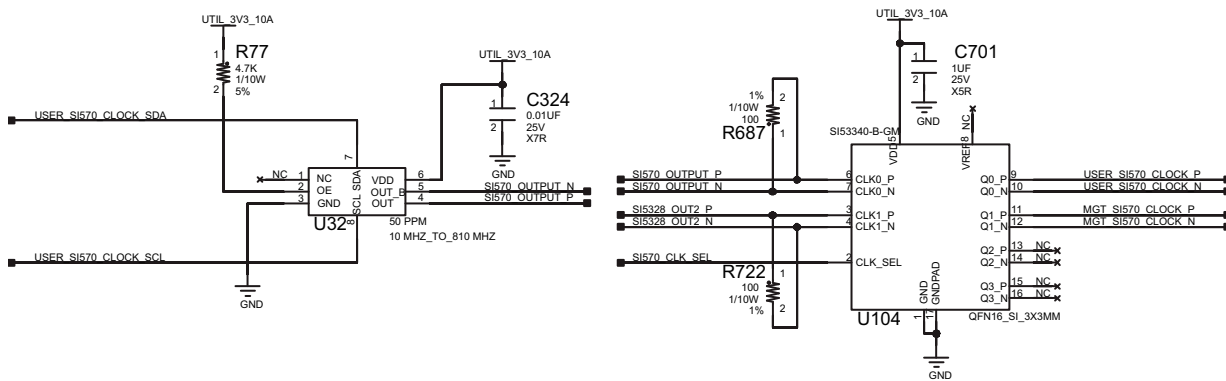 UTIL_3V3_10A
R77
4.7K
1/10W
5%
1
2
UTIL_3V3_10A
C324
0.01UF
25V
X7R
1
2
GND
USER_SI570_CLOCK_SDA
7
NC
1
2
3
NC
OE
GND
SDA
SCL
VDD
OUT_B
OUT
6
5
4
SI570_OUTPUT_N
SI570_OUTPUT_P
U32
8
50 PPM
10 MHZ_TO_810 MHZ
USER_SI570_CLOCK_SCL
GND
UTIL_3V3_10A
C701
1UF
25V
X5R
1
2
GND
1%
1/10W
100
R687
2
1
SI53340-B-GM
VDD
5
VREF
8
NC
SI570_OUTPUT_P
6
CLK0_P
SI570_OUTPUT_N
7
CLK0_N
SI5328_OUT2_P
3
CLK1_P
SI5328_OUT2_N
4
CLK1_N
SI570_CLK_SEL
2
CLK_SEL
Q0_P
9
USER_SI570_CLOCK_P
Q0_N
10
USER_SI570_CLOCK_N
Q1_P
11
MGT_SI570_CLOCK_P
Q1_N
12
MGT_SI570_CLOCK_N
Q2_P
13
NC
Q2_N
14
NC
Q3_P
15
NC
Q3_N
16
NC
R722
100
1/10W
1%
1
2
GND
GNDPAD
1
17
U104
QFN16_SI_3X3MM
GND